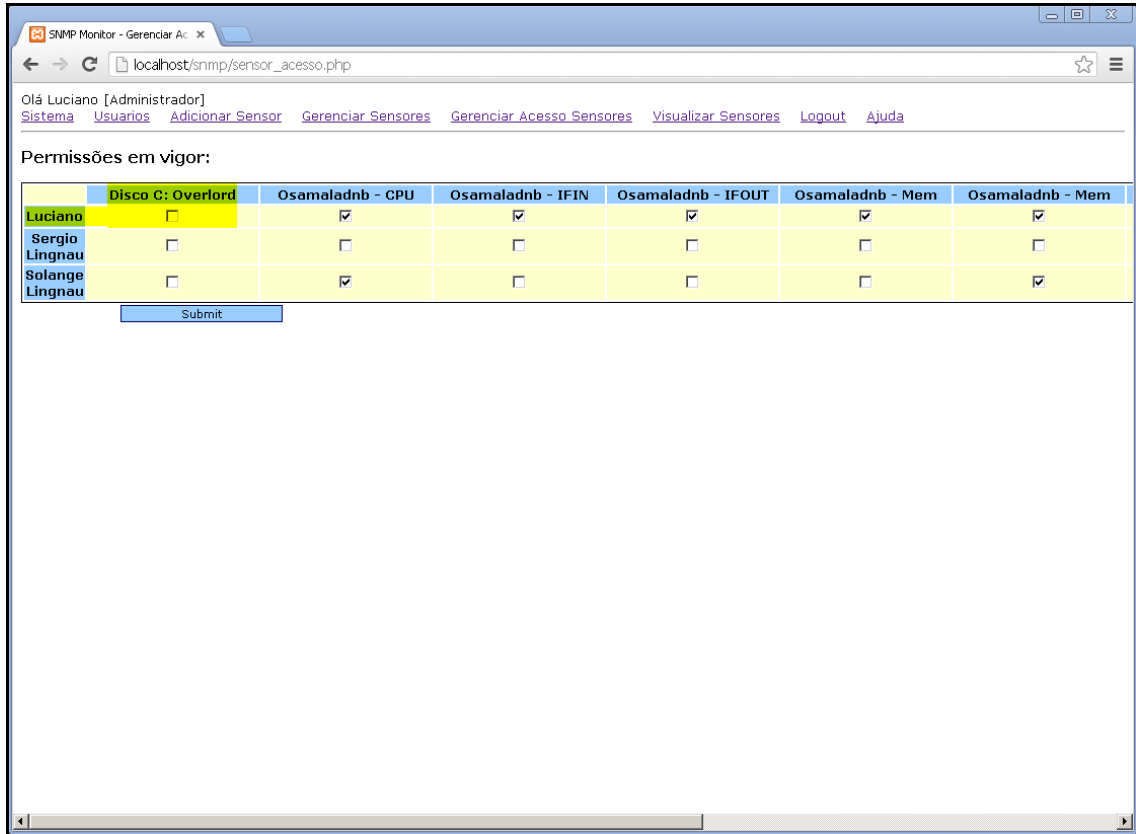 SNMP Monitor - Gerenciar Ac
localhost/snmp/sensor_acesso.php
Olá Luciano [Administrador]
Sistema Usuarios Adicionar Sensor Gerenciar Sensores Gerenciar Acesso Sensores Visualizar Sensores Logout Ajuda
Permissões em vigor:
Disco C: Overlord Osamaladnb - CPU Osamaladnb - IFIN Osamaladnb - IFOUT Osamaladnb - Mem Osamaladnb - Mem
Luciano
Sergio
Lingnau
Solange
Lingnau
Submit